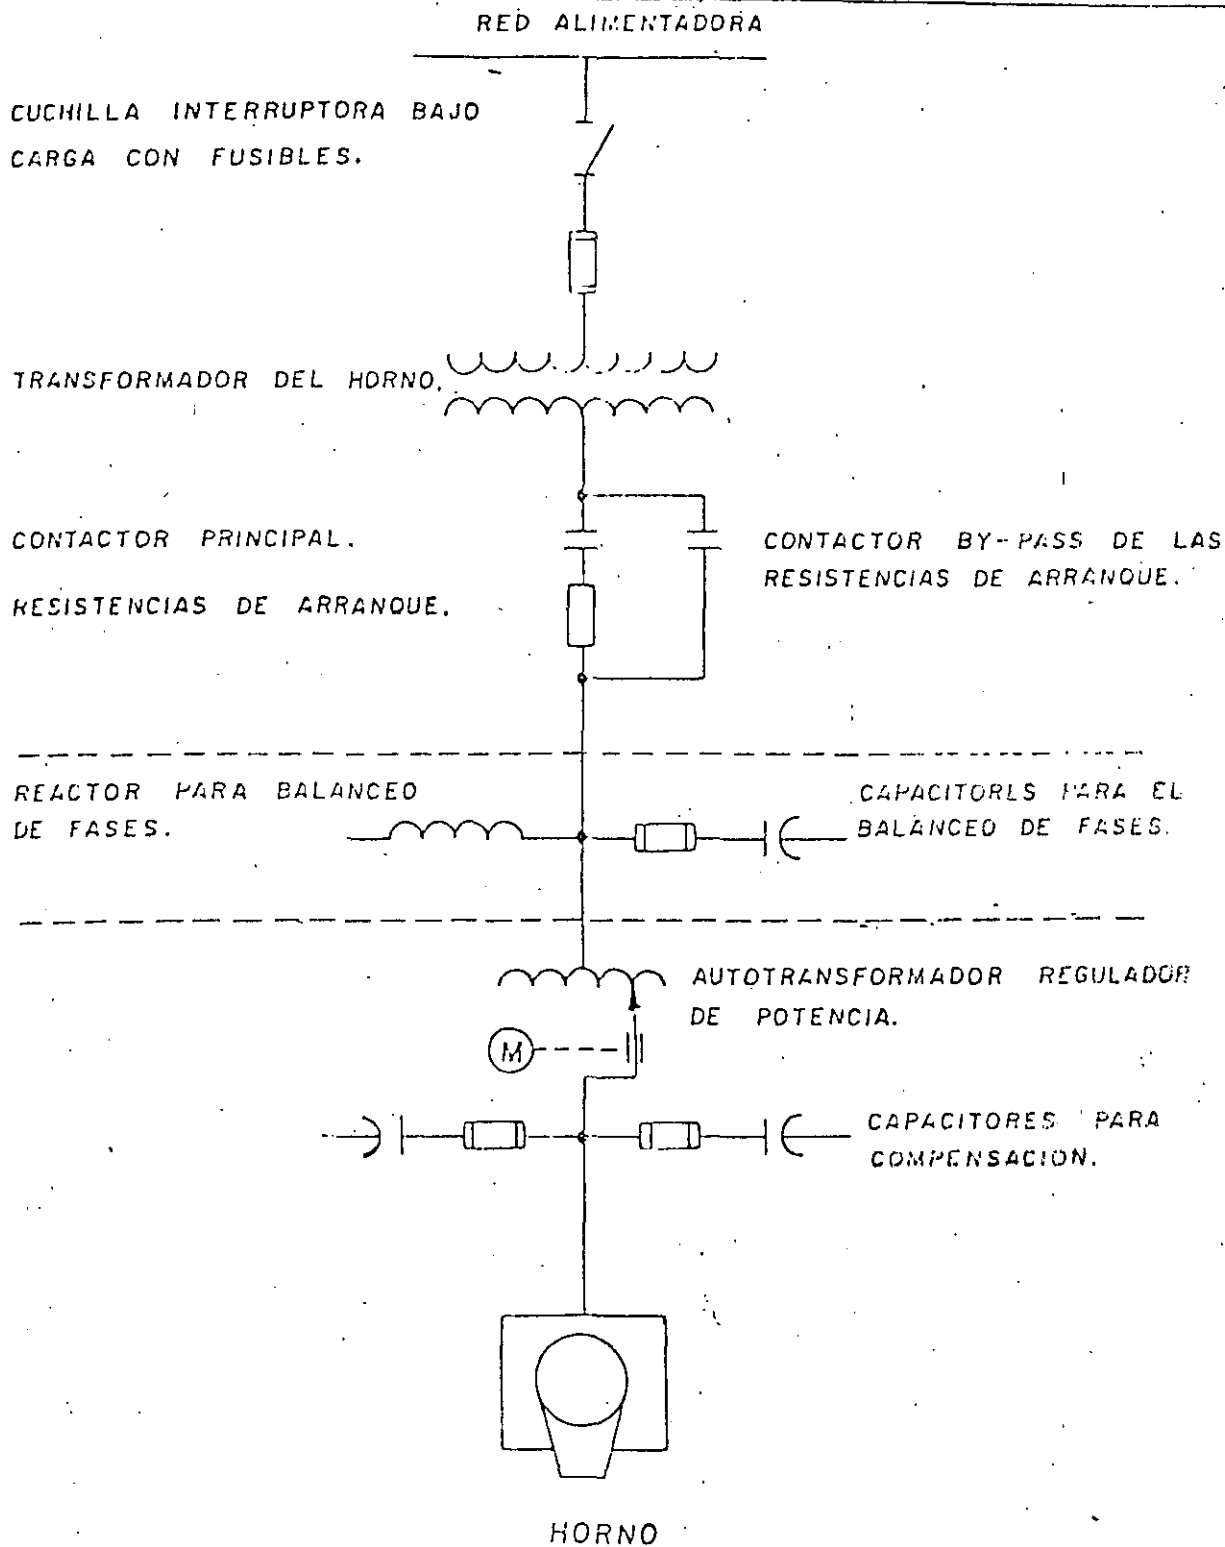 RED ALIMENTADORA
CUCHILLA INTERRUPTORA BAJO
CARGA CON FUSIBLES.
TRANSFORMADOR DEL HORNO.
CONTACTOR PRINCIPAL.
CONTACTOR BY-PASS DE LAS
RESISTENCIAS DE ARRANQUE.
RESISTENCIAS DE ARRANQUE.
REACTOR PARA BALANCEO
DE FASES.
CAPACITORES PARA EL
BALANCEO DE FASES.
AUTOTRANSFORMADOR REGULADOR
DE POTENCIA.
M
CAPACITORES PARA
COMPENSACION.
HORNO